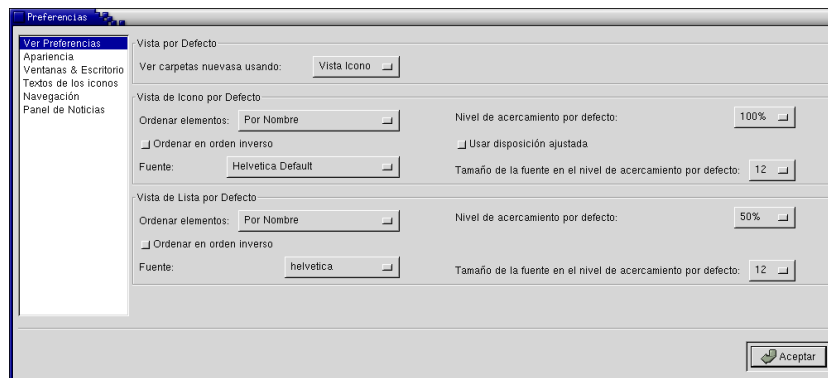 Preferencias
Ver Preferencias
Apariencia
Ventanas & Escritorio
Textos de los iconos
Navegación
Panel de Noticias
Vista por Defecto
Ver carpetas nuevasa usando: Vista Icono
Vista de Icono por Defecto
Ordenar elementos: Por Nombre
Nivel de acercamiento por defecto: 100%
Ordenar en orden inverso
Usar disposición ajustada
Fuente: Helvetica Default
Tamaño de la fuente en el nivel de acercamiento por defecto: 12
Vista de Lista por Defecto
Ordenar elementos: Por Nombre
Nivel de acercamiento por defecto: 50%
Ordenar en orden inverso
Fuente: helvetica
Tamaño de la fuente en el nivel de acercamiento por defecto: 12
Aceptar